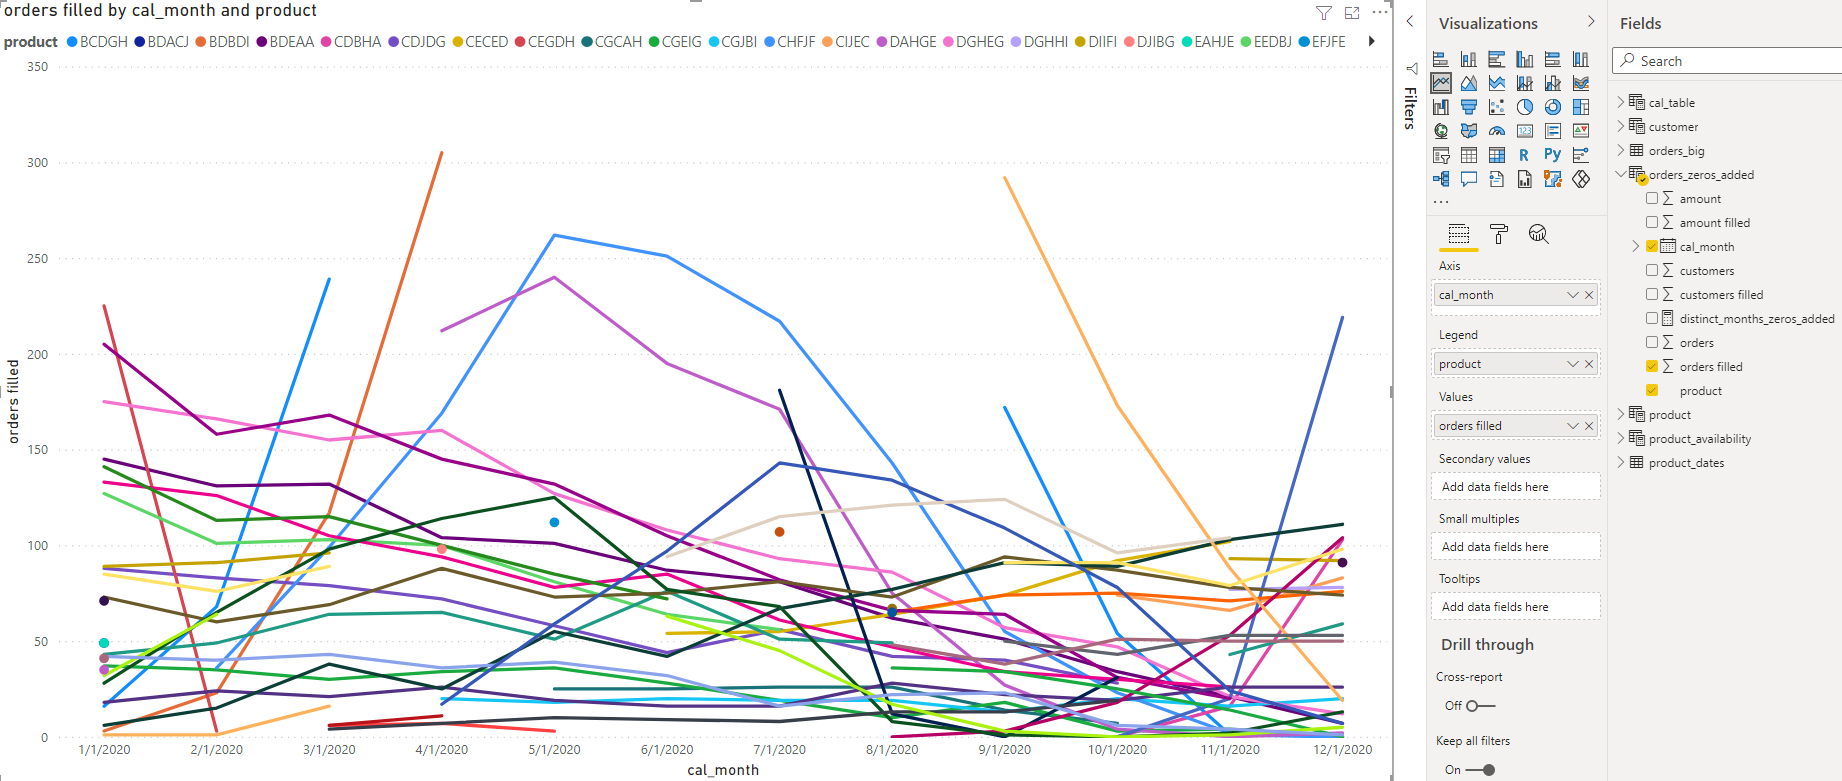 orders filled by cal_month and product
product BCDGH BDACJ BDBDI BDEAA CDBHA CDJDG CECED CEGDH CGCAH CGEIG CGJBI CHFJF CIJEC DAHGE DGHEG DGHHI DIIFI DJIBG EAHJE EEDBJ EFJFE
350
300
250
200
150
100
50
0
orders filled
1/1/2020 2/1/2020 3/1/2020 4/1/2020 5/1/2020 6/1/2020 7/1/2020 8/1/2020 9/1/2020 10/1/2020 11/1/2020 12/1/2020
cal_month
Filters
Visualizations
123
R
Py
Axis
cal_month
Legend
product
Values
orders filled
Secondary values
Add data fields here
Small multiples
Add data fields here
Tooltips
Add data fields here
Drill through
Cross-report
Off
Keep all filters
On
Fields
Search
cal_table
customer
orders_big
orders_zeros_added
amount
amount filled
cal_month
customers
customers filled
distinct_months_zeros_added
orders
orders filled
product
product
product_availability
product_dates